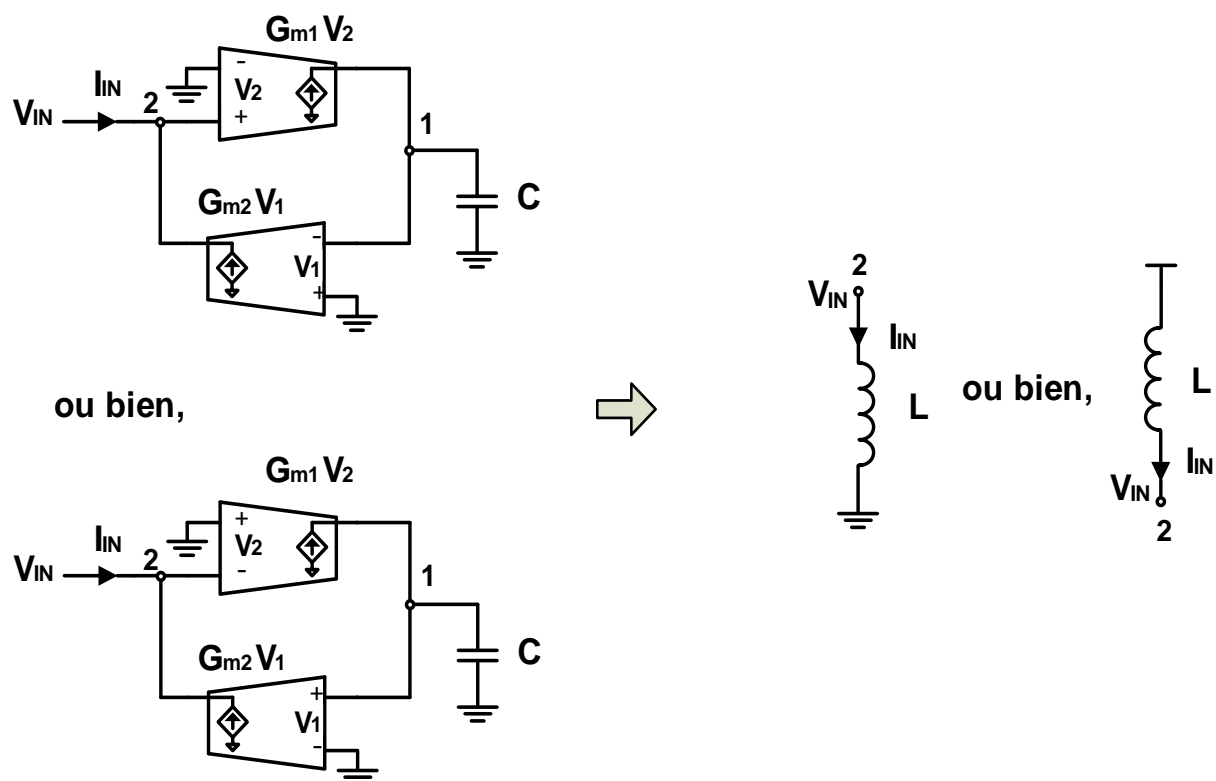 Gm1 V2
IIN
VIN
2
-
V2
+
1
Gm2 V1
C
-
V1
+
ou bien,
Gm1 V2
IIN
VIN
2
+
V2
-
1
Gm2 V1
C
+
V1
-
2
VIN
IIN
L
ou bien,
L
IIN
VIN
2